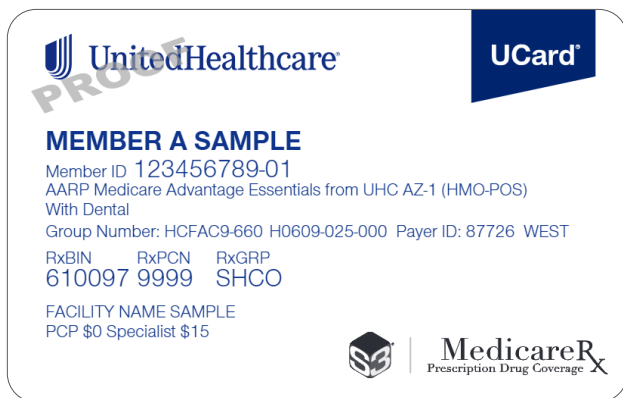 UnitedHealthcare®
UCard®
PROOF
MEMBER A SAMPLE
Member ID 123456789-01
AARP Medicare Advantage Essentials from UHC AZ-1 (HMO-POS)
With Dental
Group Number: HCFAC9-660 H0609-025-000 Payer ID: 87726 WEST
RxBIN RxPCN RxGRP
610097 9999 SHCO
FACILITY NAME SAMPLE
PCP $0 Specialist $15
S3
MedicareRx
Prescription Drug Coverage